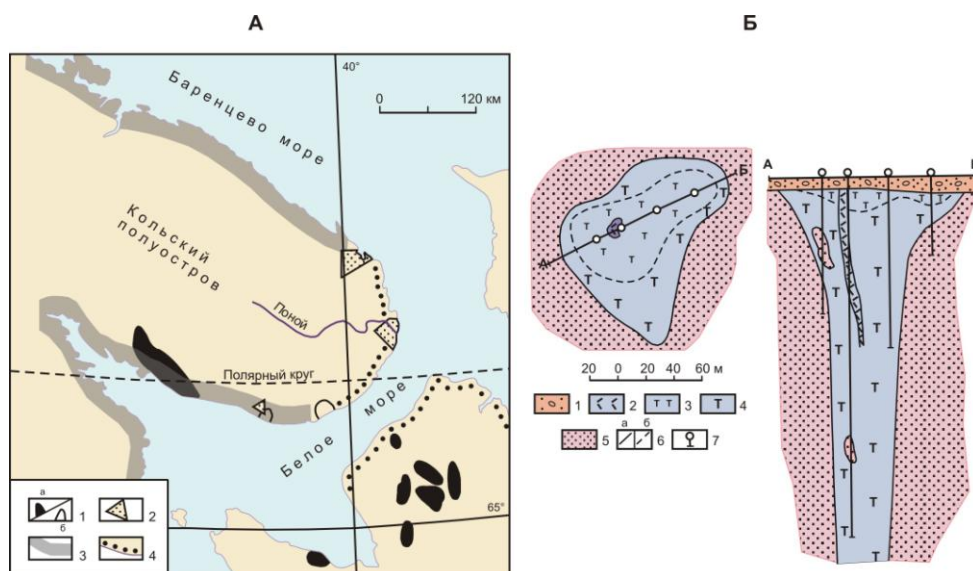 А
Б
40°
Баренцево море
0 120 км
Кольский
полуостров
Поной
Полярный круг
Белое море
65°
а
б
1
2
3
4
А
Б
Т Т Т Т Т Т Т Т Т Т Т Т
20 0 20 40 60 м
1 2 3 Т Т 4 Т
5 а б 6 7
А
Т Т Т Т Т Т Т Т Т Т Т Т